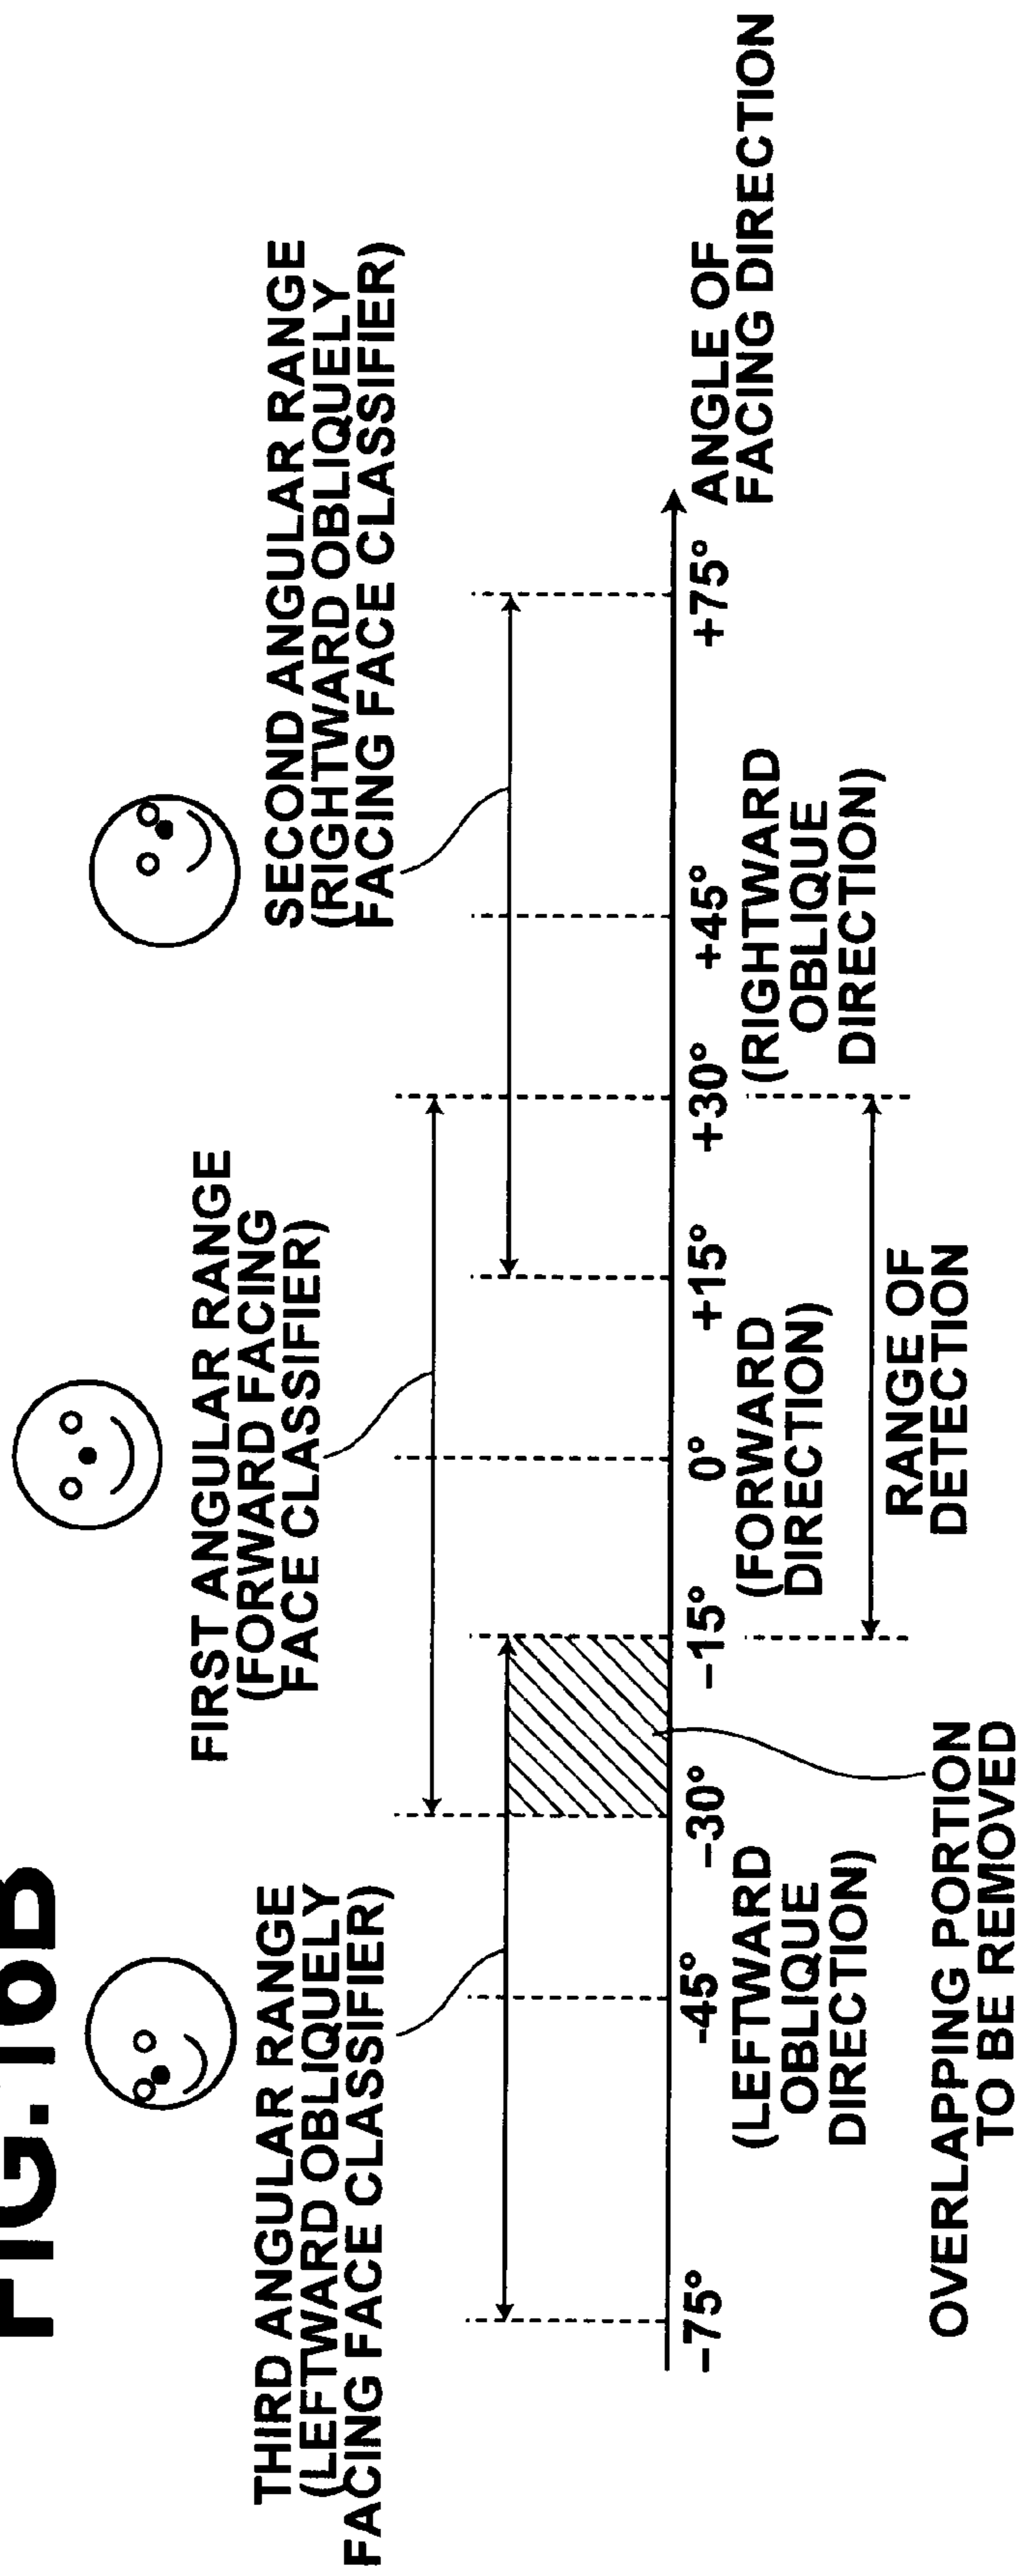 FIG.16B
THIRD ANGULAR RANGE
(LEFTWARD OBLIQUELY
FACING FACE CLASSIFIER)
FIRST ANGULAR RANGE
(FORWARD FACING
FACE CLASSIFIER)
SECOND ANGULAR RANGE
(RIGHTWARD OBLIQUELY
FACING FACE CLASSIFIER)
−75°
-45°
−30°
−15°
0°
+15°
+30°
+45°
+75°
ANGLE OF
FACING DIRECTION
(LEFTWARD
OBLIQUE
DIRECTION)
(FORWARD
DIRECTION)
(RIGHTWARD
OBLIQUE
DIRECTION)
RANGE OF
DETECTION
OVERLAPPING PORTION
TO BE REMOVED